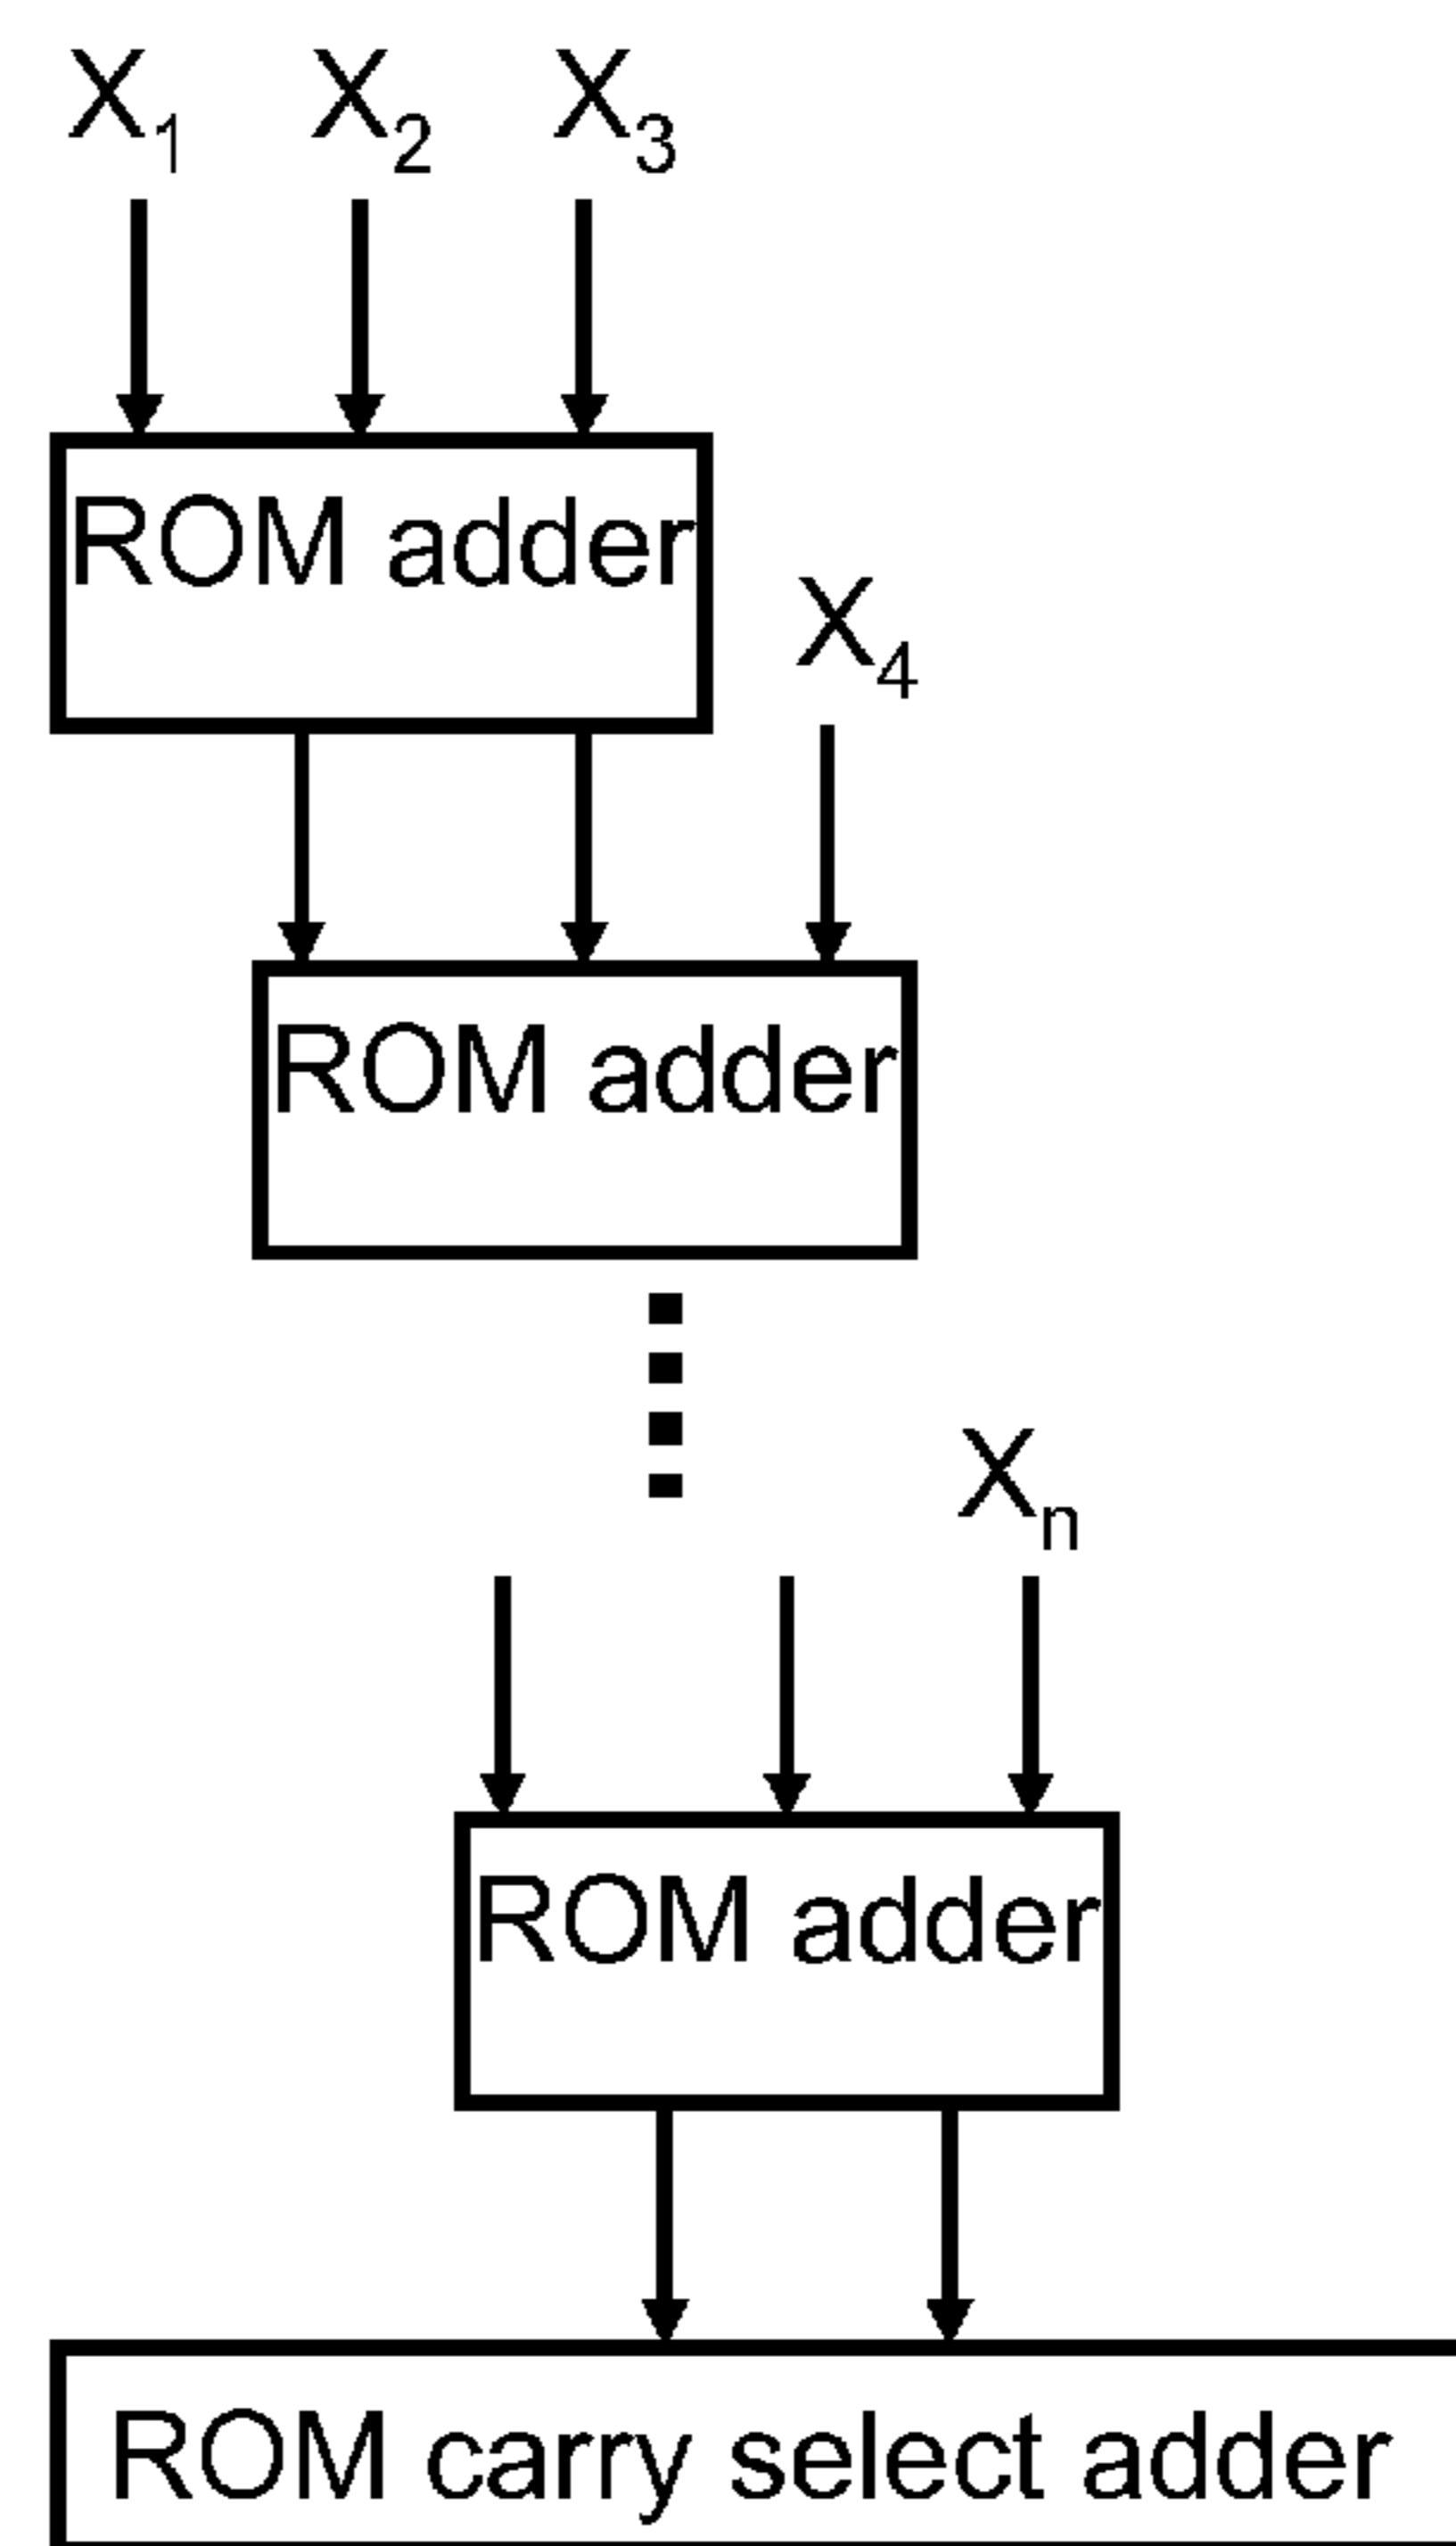 X₁ X₂ X₃
ROM adder
X₄
ROM adder
Xₙ
ROM adder
ROM carry select adder